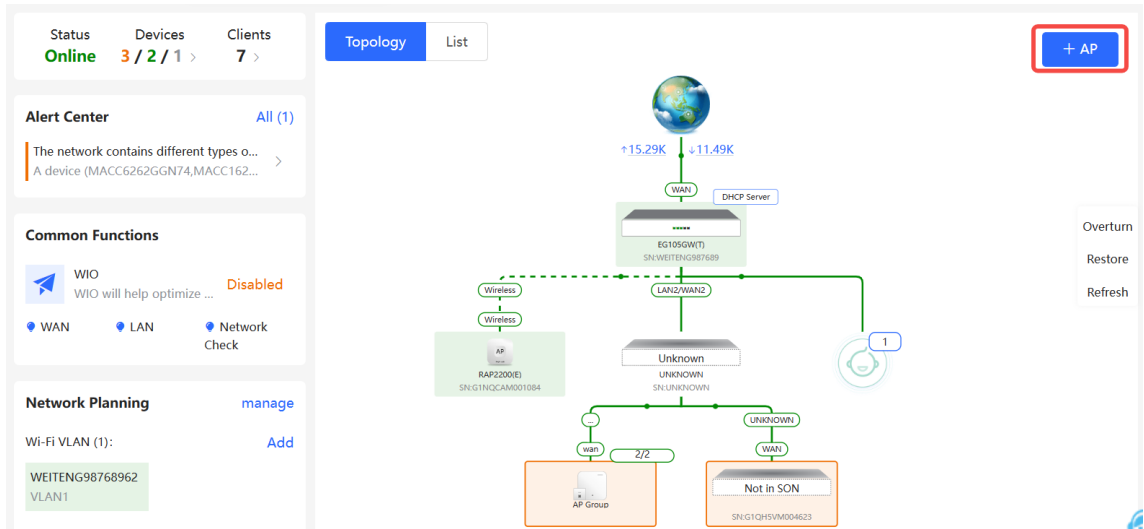 Status Devices Clients
Online 3 / 2 / 1 > 7 >
Alert Center All (1)
The network contains different types o...
A device (MACC6262GGN74,MACC162...
Common Functions
WIO
WIO will help optimize ... Disabled
WAN LAN Network Check
Network Planning manage
Wi-Fi VLAN (1): Add
WEITENG98768962
VLAN1
Topology List
+ AP
↑15.29K ↓11.49K
WAN
DHCP Server
EG105GW(T)
SN:WEITENG987689
Wireless
LAN2/WAN2
Wireless
1
AP
RAP2200(E)
SN:G1NQCAM001084
Unknown
UNKNOWN
SN:UNKNOWN
...
UNKNOWN
wan
2/2
WAN
AP Group
Not in SON
SN:G1QH5VM004623
Overturn
Restore
Refresh